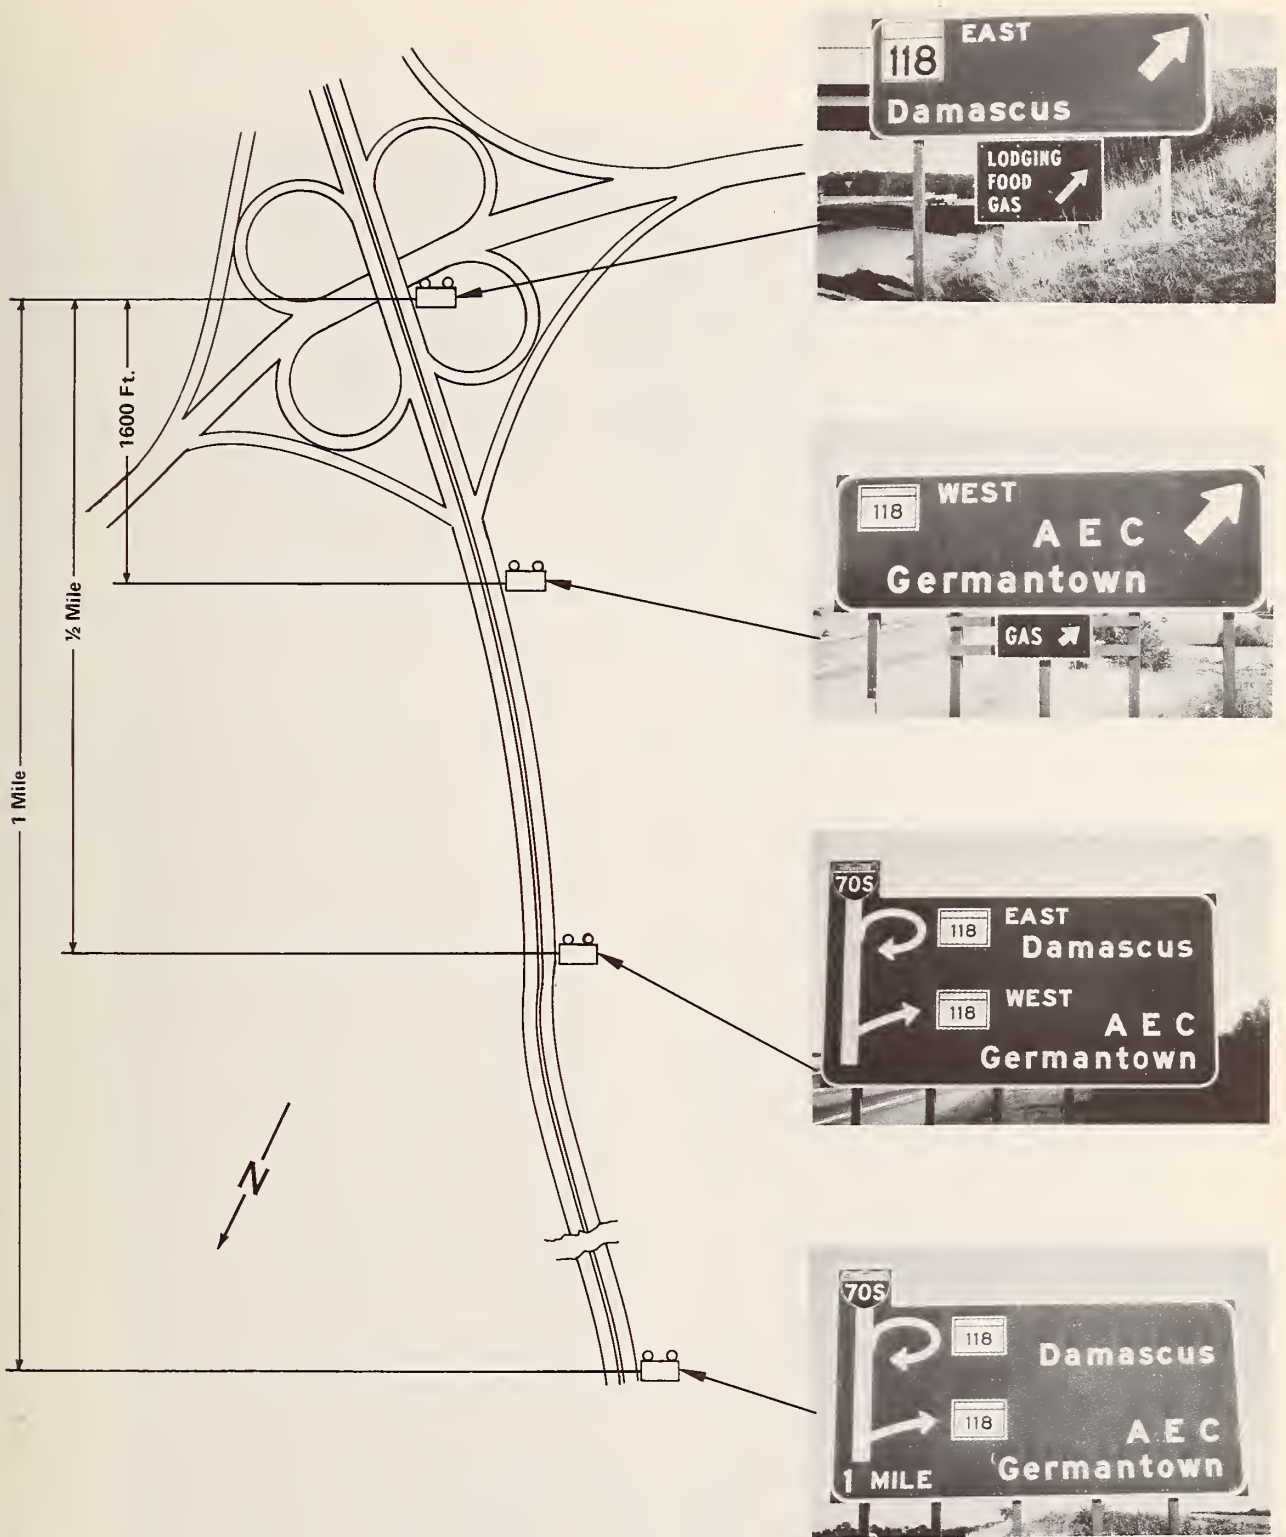 EAST
118
Damascus
LODGING
FOOD
GAS
1600 Ft.
½ Mile
1 Mile
WEST
118
A E C
Germantown
GAS
70S
118
EAST
Damascus
118
WEST
A E C
Germantown
N
70S
118
Damascus
118
A E C
Germantown
1 MILE